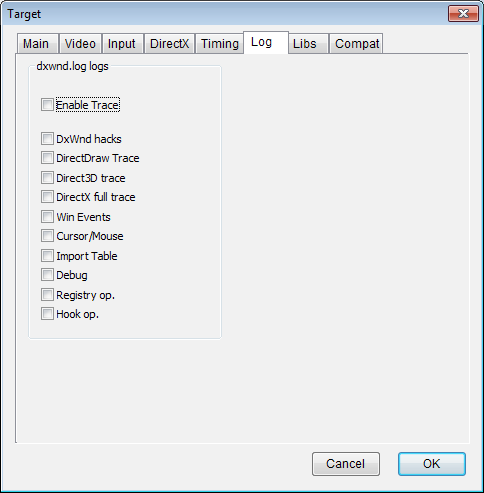 Target
Main Video Input DirectX Timing Log Libs Compat
dxwnd.log logs
Enable Trace
DxWnd hacks
DirectDraw Trace
Direct3D trace
DirectX full trace
Win Events
Cursor/Mouse
Import Table
Debug
Registry op.
Hook op.
Cancel OK